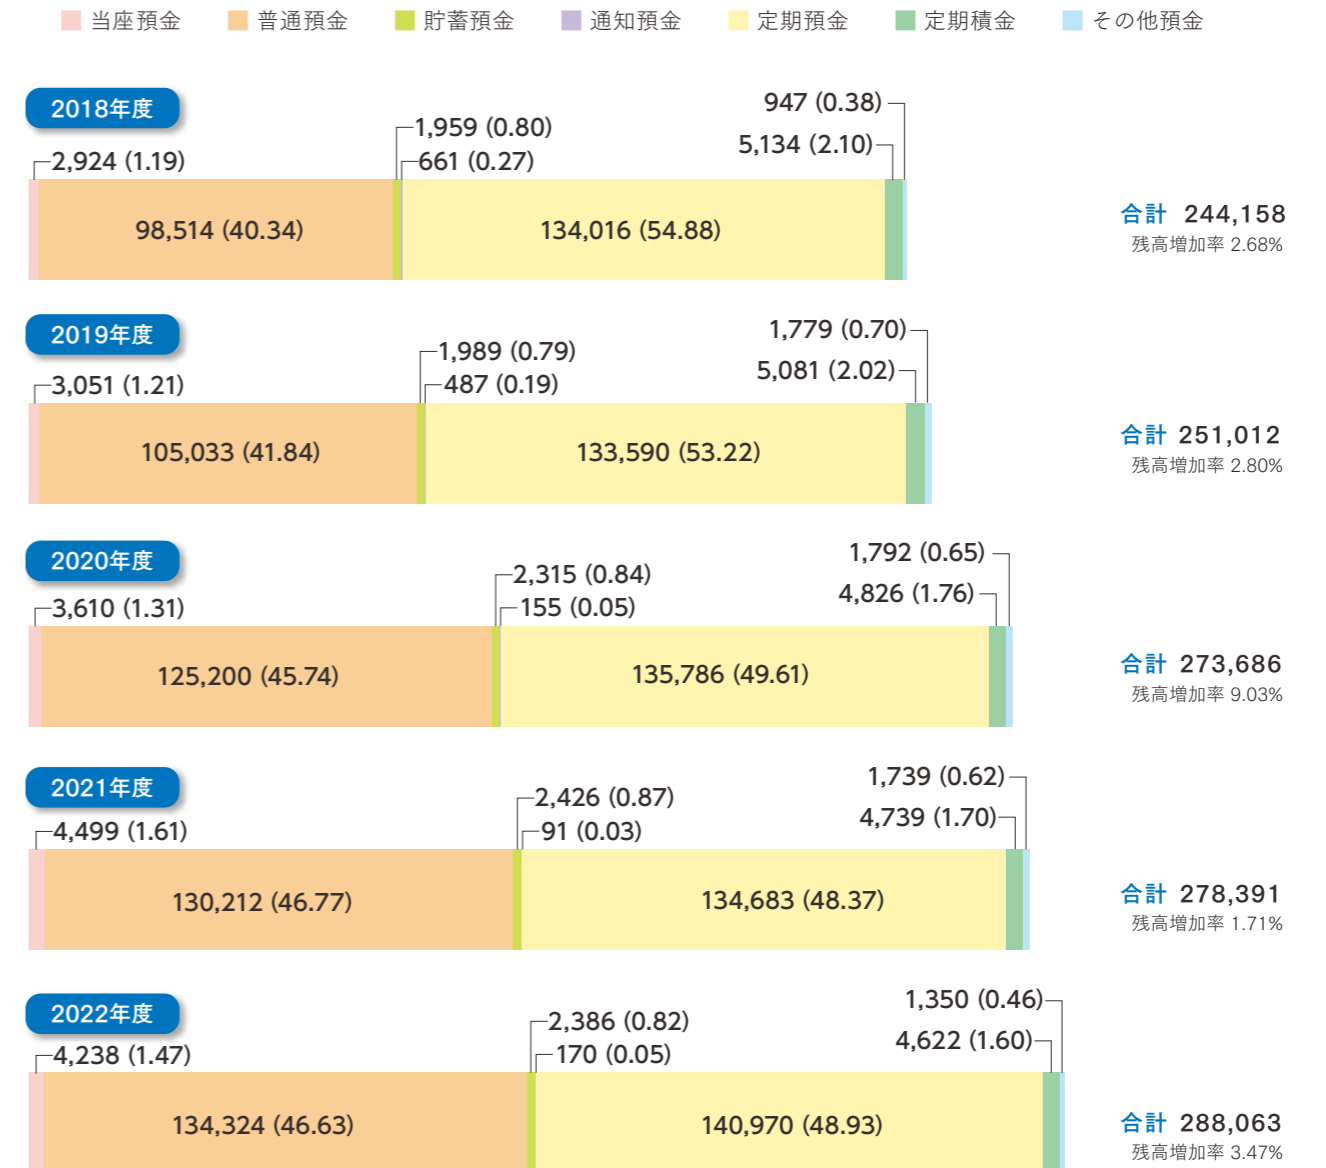 当座預金 普通預金 貯蓄預金 通知預金 定期預金 定期積金 その他預金
2018年度
947 (0.38)
1,959 (0.80)
5,134 (2.10)
2,924 (1.19)
661 (0.27)
98,514 (40.34)
134,016 (54.88)
合計 244,158
残高増加率 2.68%
2019年度
1,779 (0.70)
1,989 (0.79)
5,081 (2.02)
3,051 (1.21)
487 (0.19)
105,033 (41.84)
133,590 (53.22)
合計 251,012
残高増加率 2.80%
2020年度
1,792 (0.65)
2,315 (0.84)
4,826 (1.76)
3,610 (1.31)
155 (0.05)
125,200 (45.74)
135,786 (49.61)
合計 273,686
残高増加率 9.03%
2021年度
1,739 (0.62)
2,426 (0.87)
4,739 (1.70)
4,499 (1.61)
91 (0.03)
130,212 (46.77)
134,683 (48.37)
合計 278,391
残高増加率 1.71%
2022年度
1,350 (0.46)
2,386 (0.82)
4,622 (1.60)
4,238 (1.47)
170 (0.05)
134,324 (46.63)
140,970 (48.93)
合計 288,063
残高増加率 3.47%